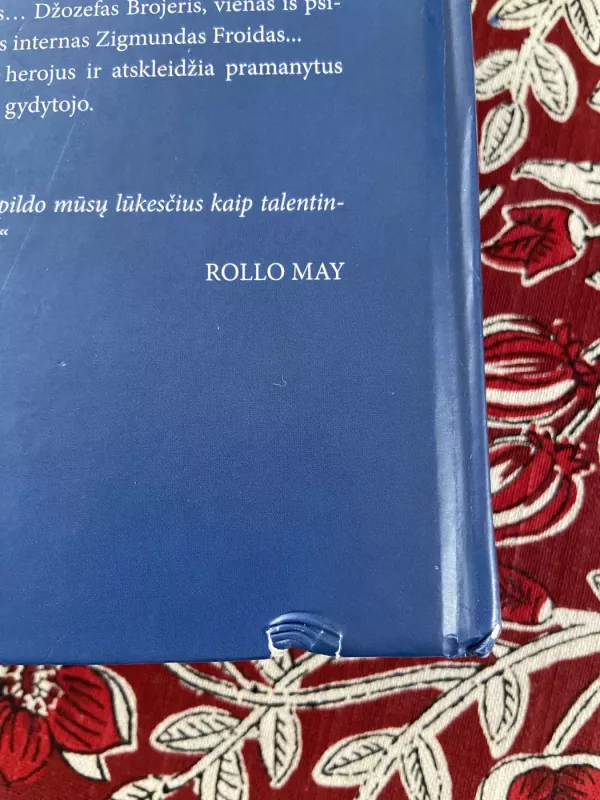 s… Džozefas Brojeris, vienas iš psi-
s internas Zigmundas Froidas...
herojus ir atskleidžia pramanytus
gydytojo.
pildo mūsų lūkesčius kaip talentin-
“
ROLLO MAY